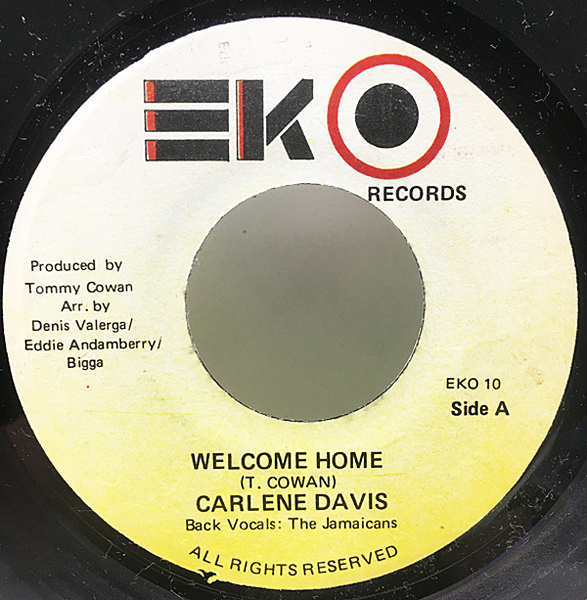 EKO
RECORDS
Produced by
Tommy Cowan
Arr. by
Denis Valerga/
Eddie Andamberry/
Bigga
EKO 10
Side A
WELCOME HOME
(T. COWAN)
CARLENE DAVIS
Back Vocals: The Jamaicans
ALL RIGHTS RESERVED